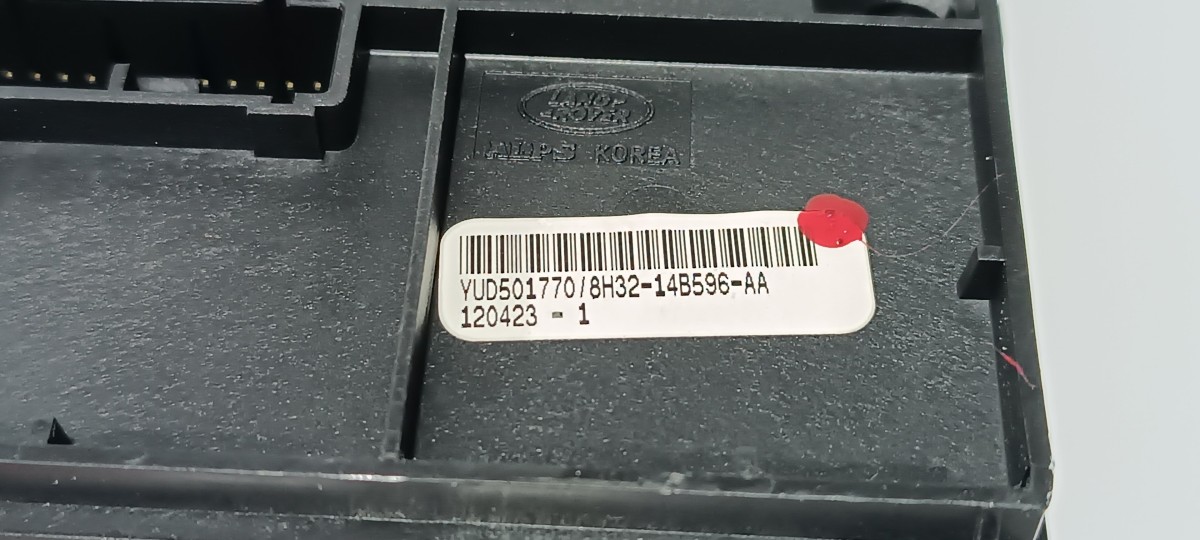 LAND
ROVER
ALPS KOREA
YUD501770/8H32-14B596-AA
120423 - 1